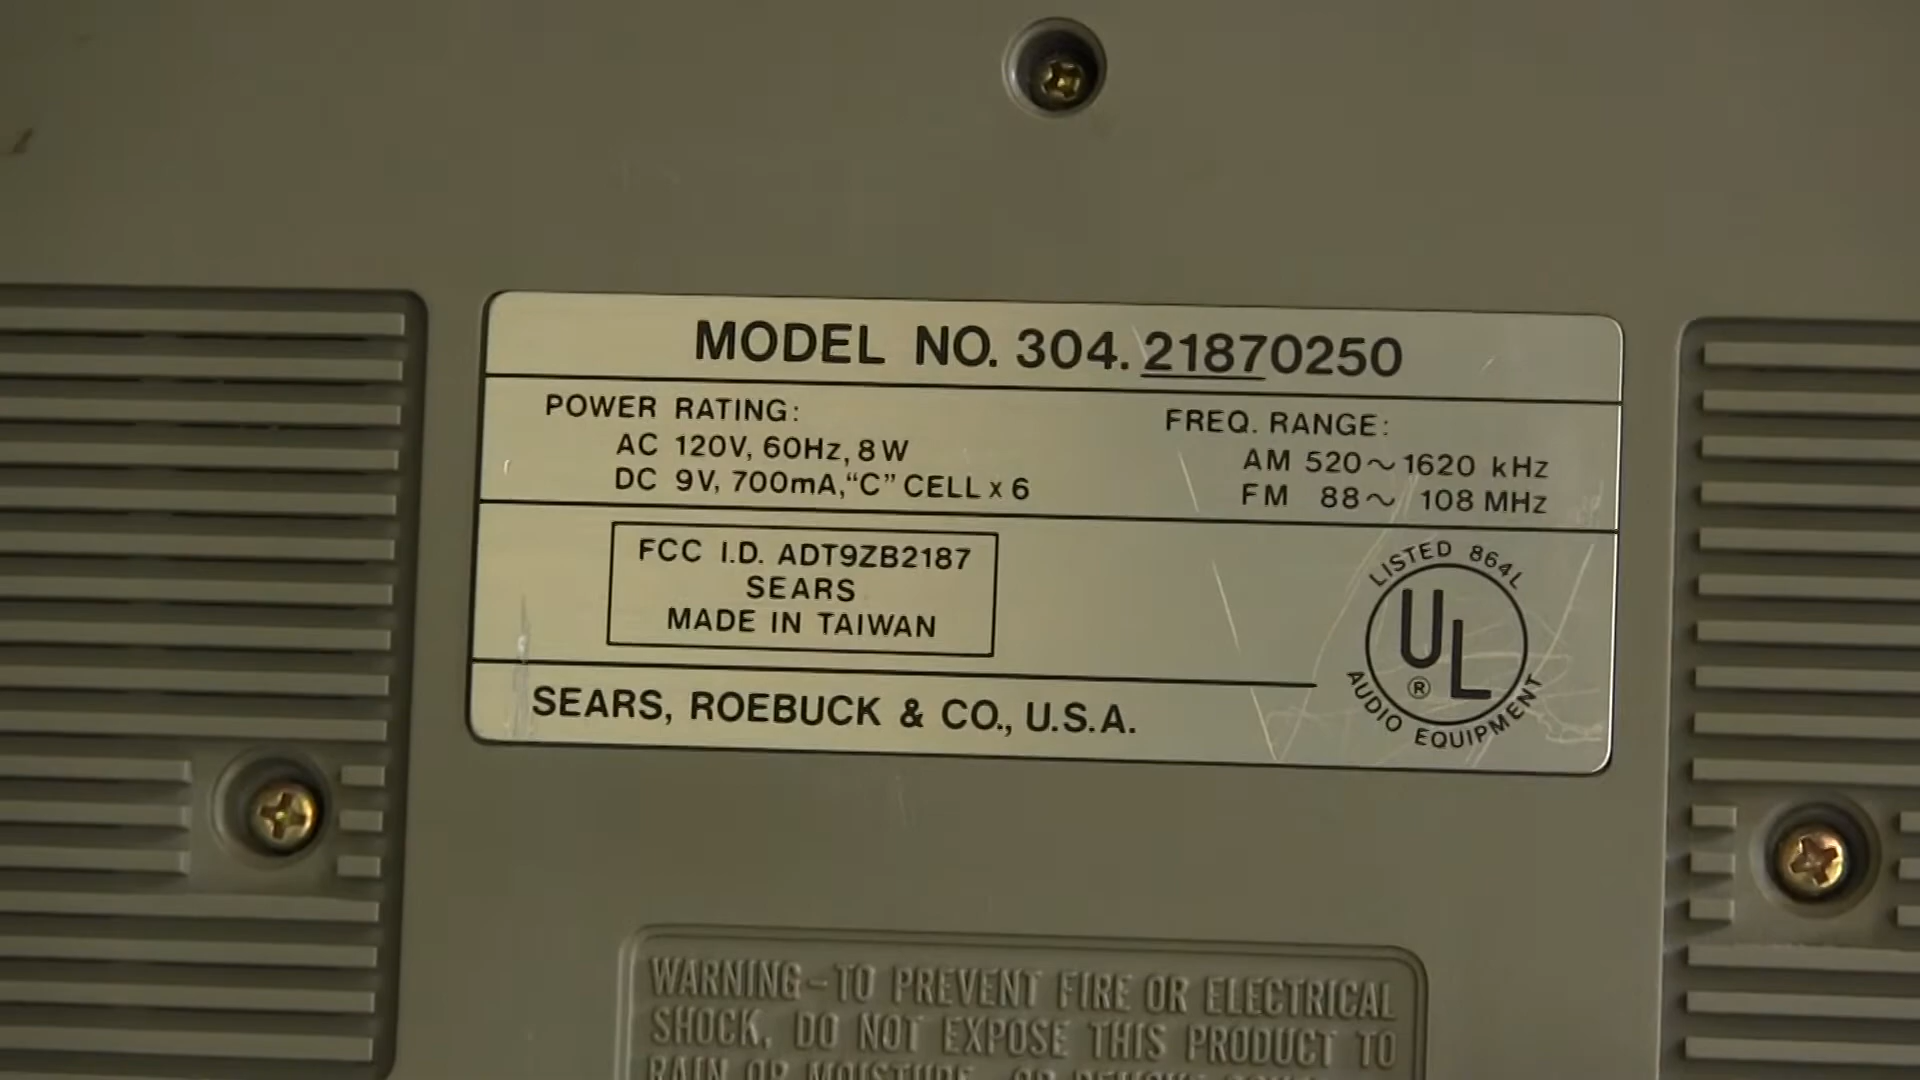 MODEL NO. 304.21870250
POWER RATING:
AC 120V, 60Hz, 8W
DC 9V, 700mA, "C" CELL x 6
FREQ. RANGE:
AM 520~1620 kHz
FM 88~ 108 MHz
FCC I.D. ADT9ZB2187
SEARS
MADE IN TAIWAN
LISTED 864L
UL
®
AUDIO EQUIPMENT
SEARS, ROEBUCK & CO., U.S.A.
WARNING-TO PREVENT FIRE OR ELECTRICAL
SHOCK, DO NOT EXPOSE THIS PRODUCT TO
RAIN OR MOISTURE